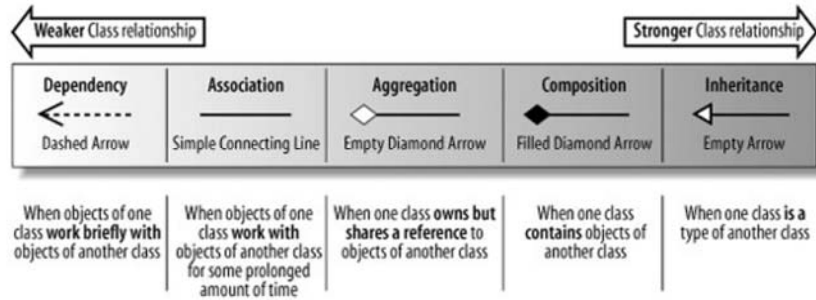 Weaker Class relationship
Stronger Class relationship
Dependency
Dashed Arrow
Association
Simple Connecting Line
Aggregation
Empty Diamond Arrow
Composition
Filled Diamond Arrow
Inheritance
Empty Arrow
When objects of one
class work briefly with
objects of another class
When objects of one
class work with
objects of another class
for some prolonged
amount of time
When one class owns but
shares a reference to
objects of another class
When one class
contains objects of
another class
When one class is a
type of another class